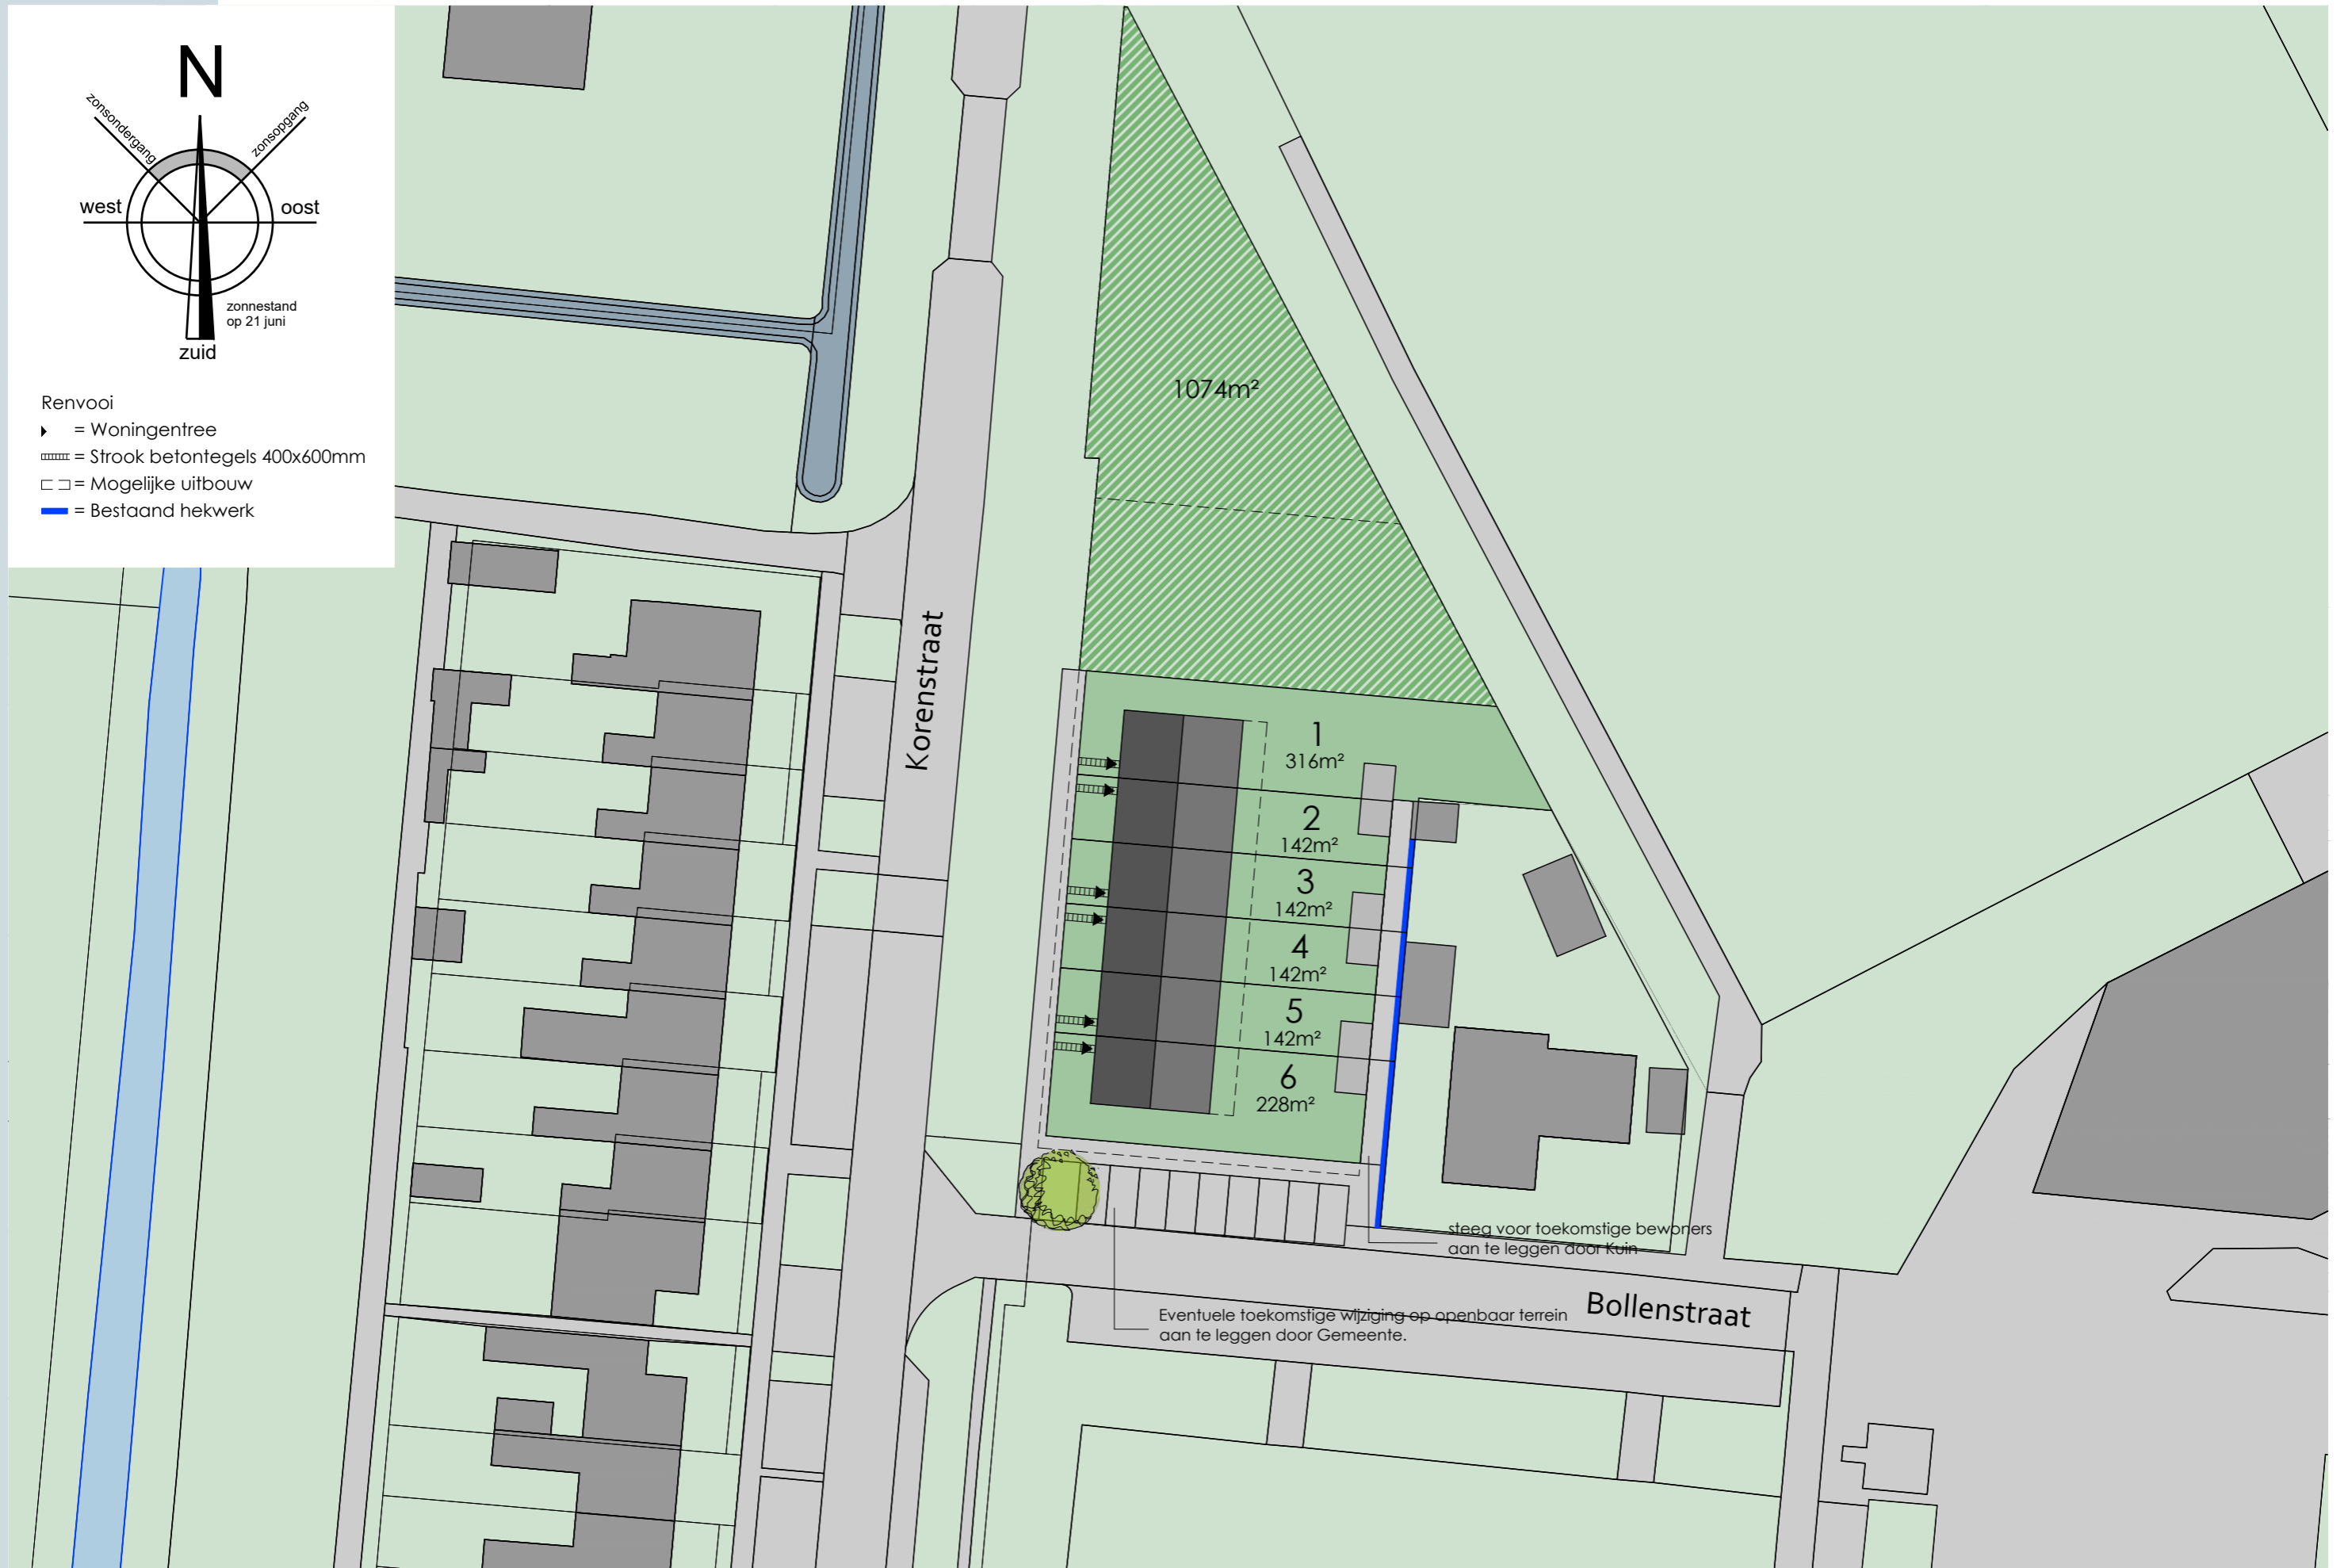 N
zonsondergang
zonsopgang
west
oost
zonnestand
op 21 juni
zuid
Renvooi
= Woningentree
= Strook betontegels 400x600mm
= Mogelijke uitbouw
= Bestaand hekwerk
1074m²
Korenstraat
1
316m²
2
142m²
3
142m²
4
142m²
5
142m²
6
228m²
steeg voor toekomstige bewoners
aan te leggen door Kuin
Eventuele toekomstige wijziging op openbaar terrein
aan te leggen door Gemeente.
Bollenstraat